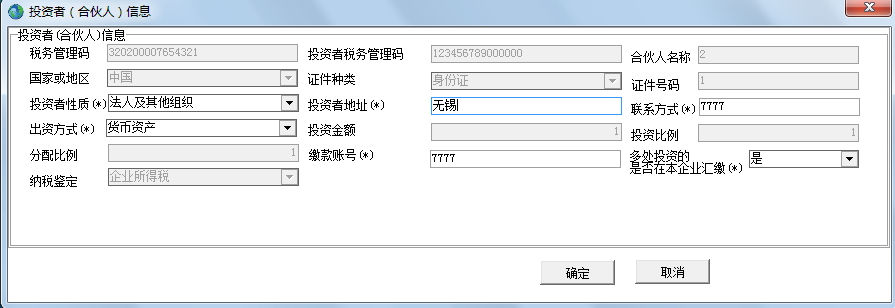 投资者（合伙人）信息
投资者(合伙人)信息
税务管理码 320200007654321 投资者税务管理码 123456789000000 合伙人名称 2
国家或地区 中国 证件种类 身份证 证件号码 1
投资者性质(*) 法人及其他组织 投资者地址(*) 无锡 联系方式(*) 7777
出资方式(*) 货币资产 投资金额 1 投资比例 1
分配比例 1 缴款账号(*) 7777 多处投资的
是否在本企业汇缴(*) 是
纳税鉴定 企业所得税
确定 取消